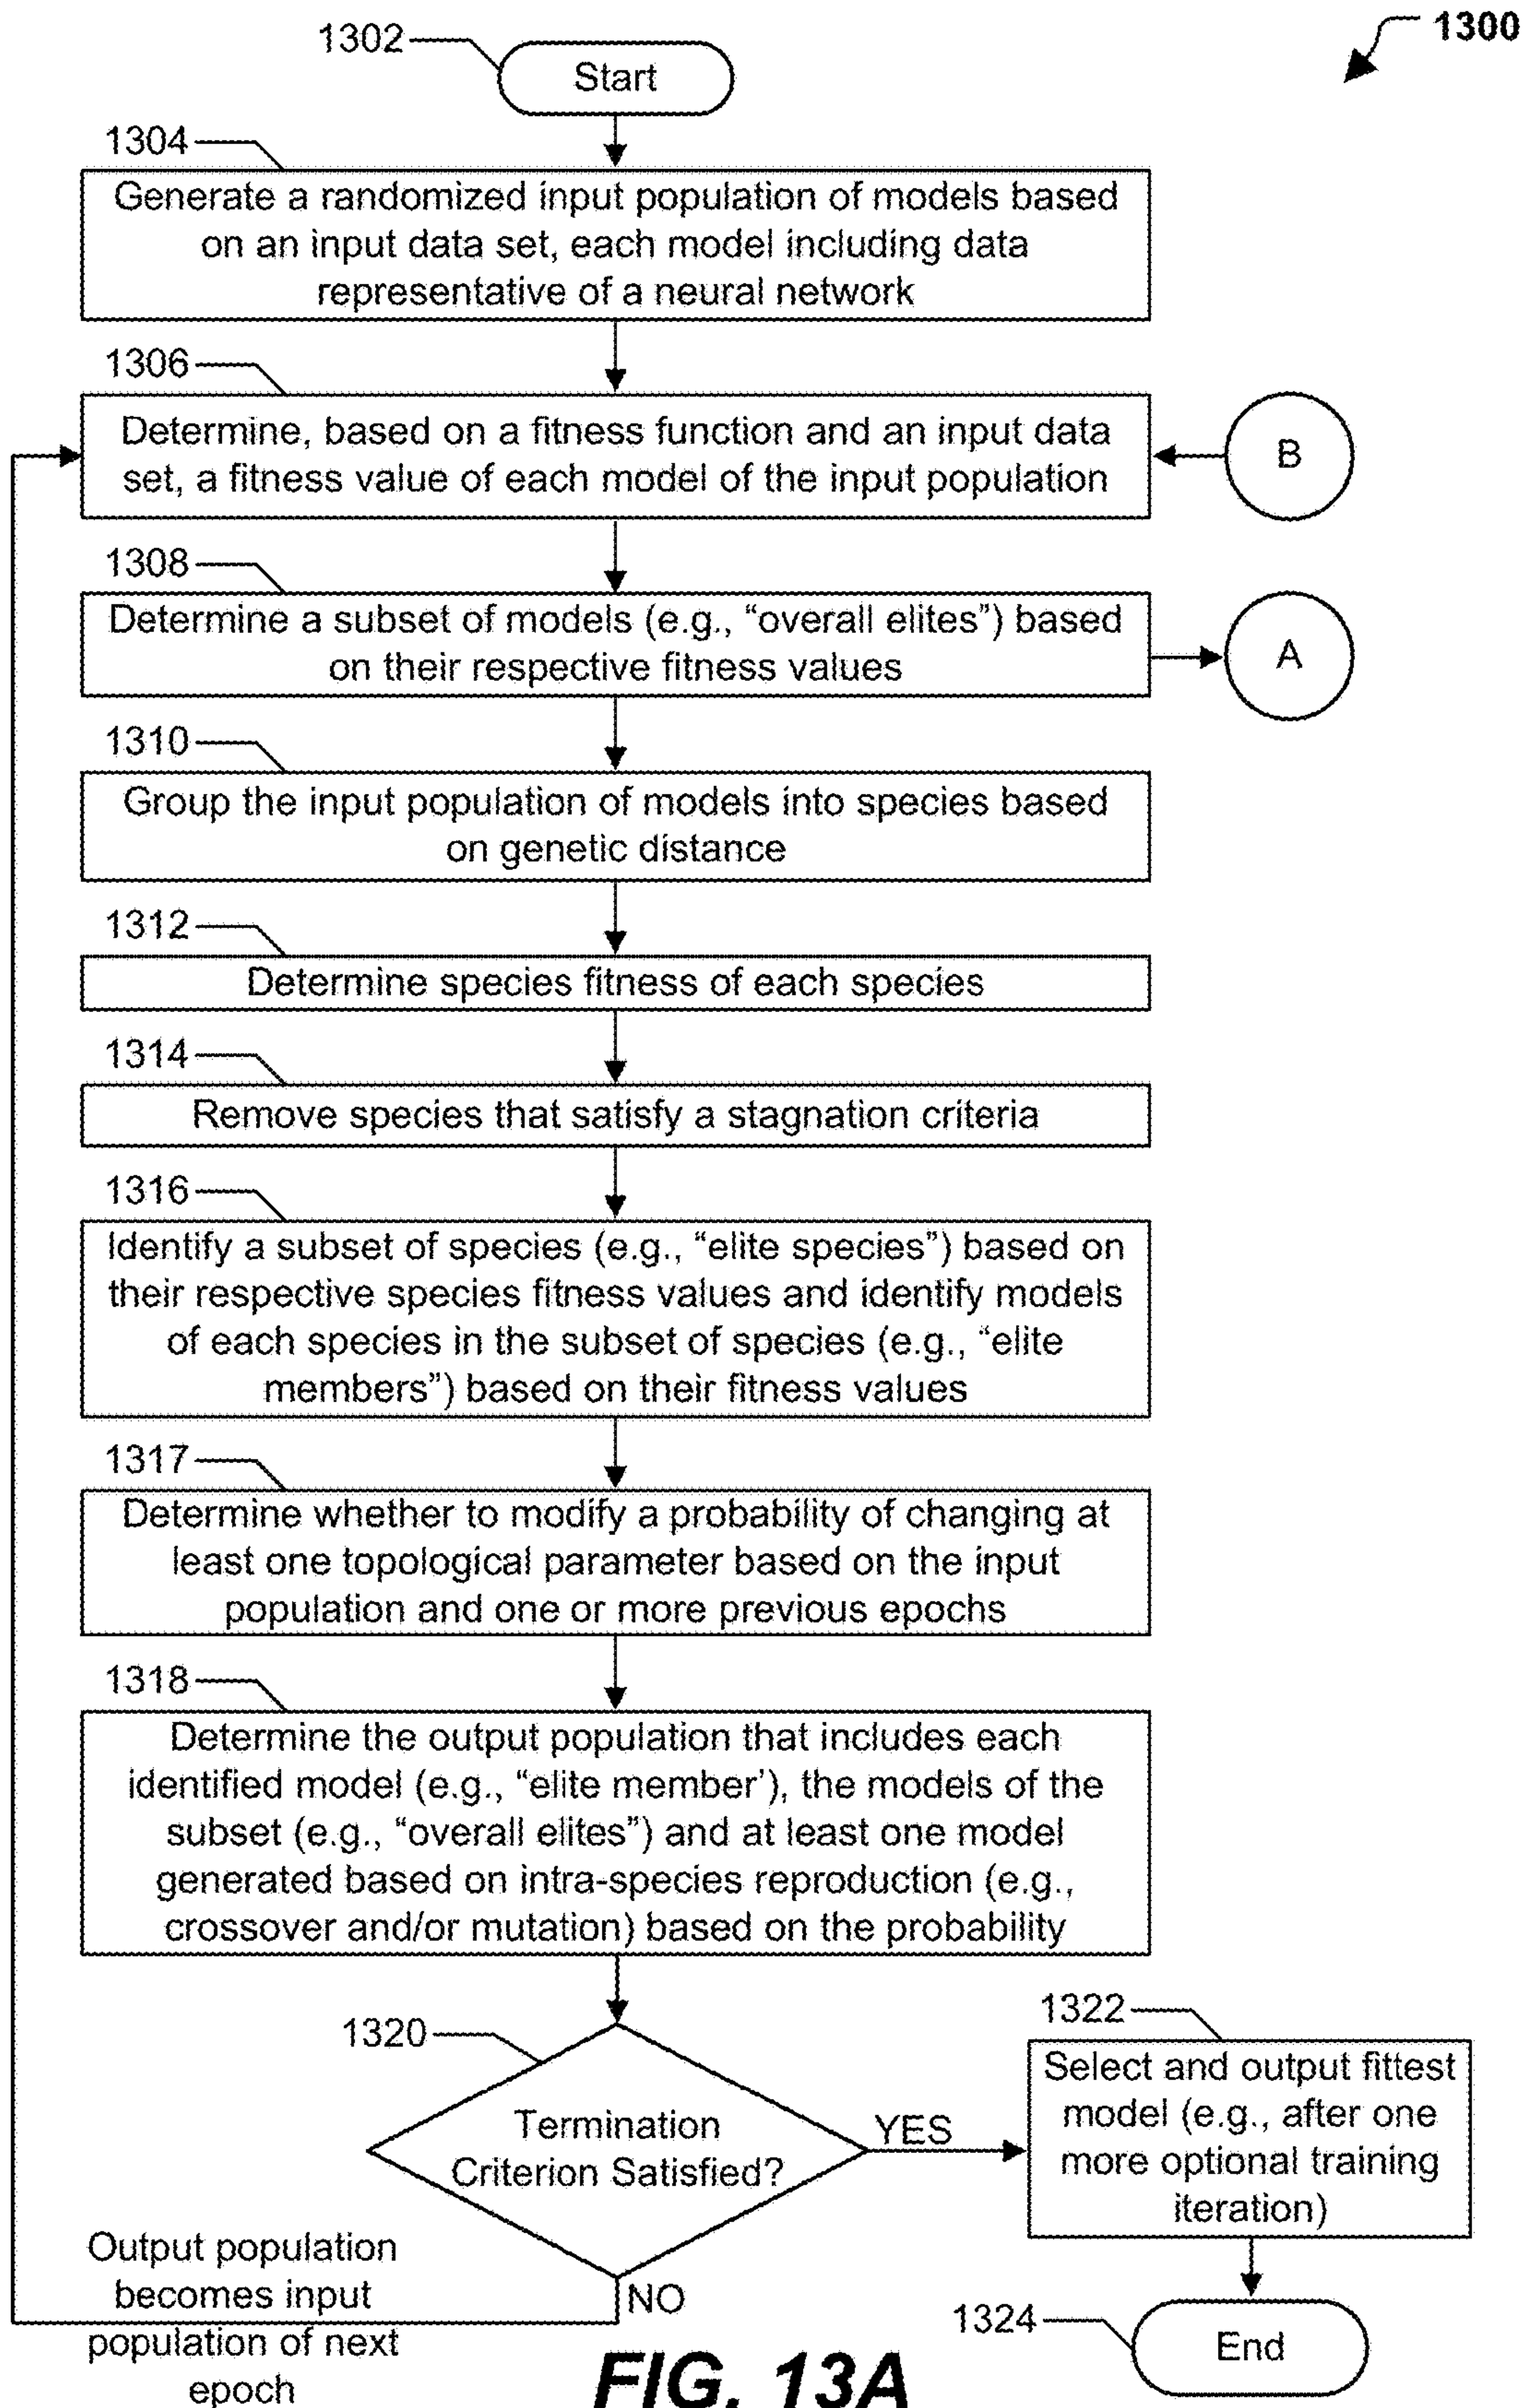 1300
1302
Start
1304
Generate a randomized input population of models based
on an input data set, each model including data
representative of a neural network
1306
Determine, based on a fitness function and an input data
set, a fitness value of each model of the input population
B
1308
Determine a subset of models (e.g., “overall elites”) based
on their respective fitness values
A
1310
Group the input population of models into species based
on genetic distance
1312
Determine species fitness of each species
1314
Remove species that satisfy a stagnation criteria
1316
Identify a subset of species (e.g., “elite species”) based on
their respective species fitness values and identify models
of each species in the subset of species (e.g., “elite
members”) based on their fitness values
1317
Determine whether to modify a probability of changing at
least one topological parameter based on the input
population and one or more previous epochs
1318
Determine the output population that includes each
identified model (e.g., “elite member’), the models of the
subset (e.g., “overall elites”) and at least one model
generated based on intra-species reproduction (e.g.,
crossover and/or mutation) based on the probability
1320
Termination
Criterion Satisfied?
YES
1322
Select and output fittest
model (e.g., after one
more optional training
iteration)
NO
Output population
becomes input
population of next
epoch
1324
End
FIG. 13A